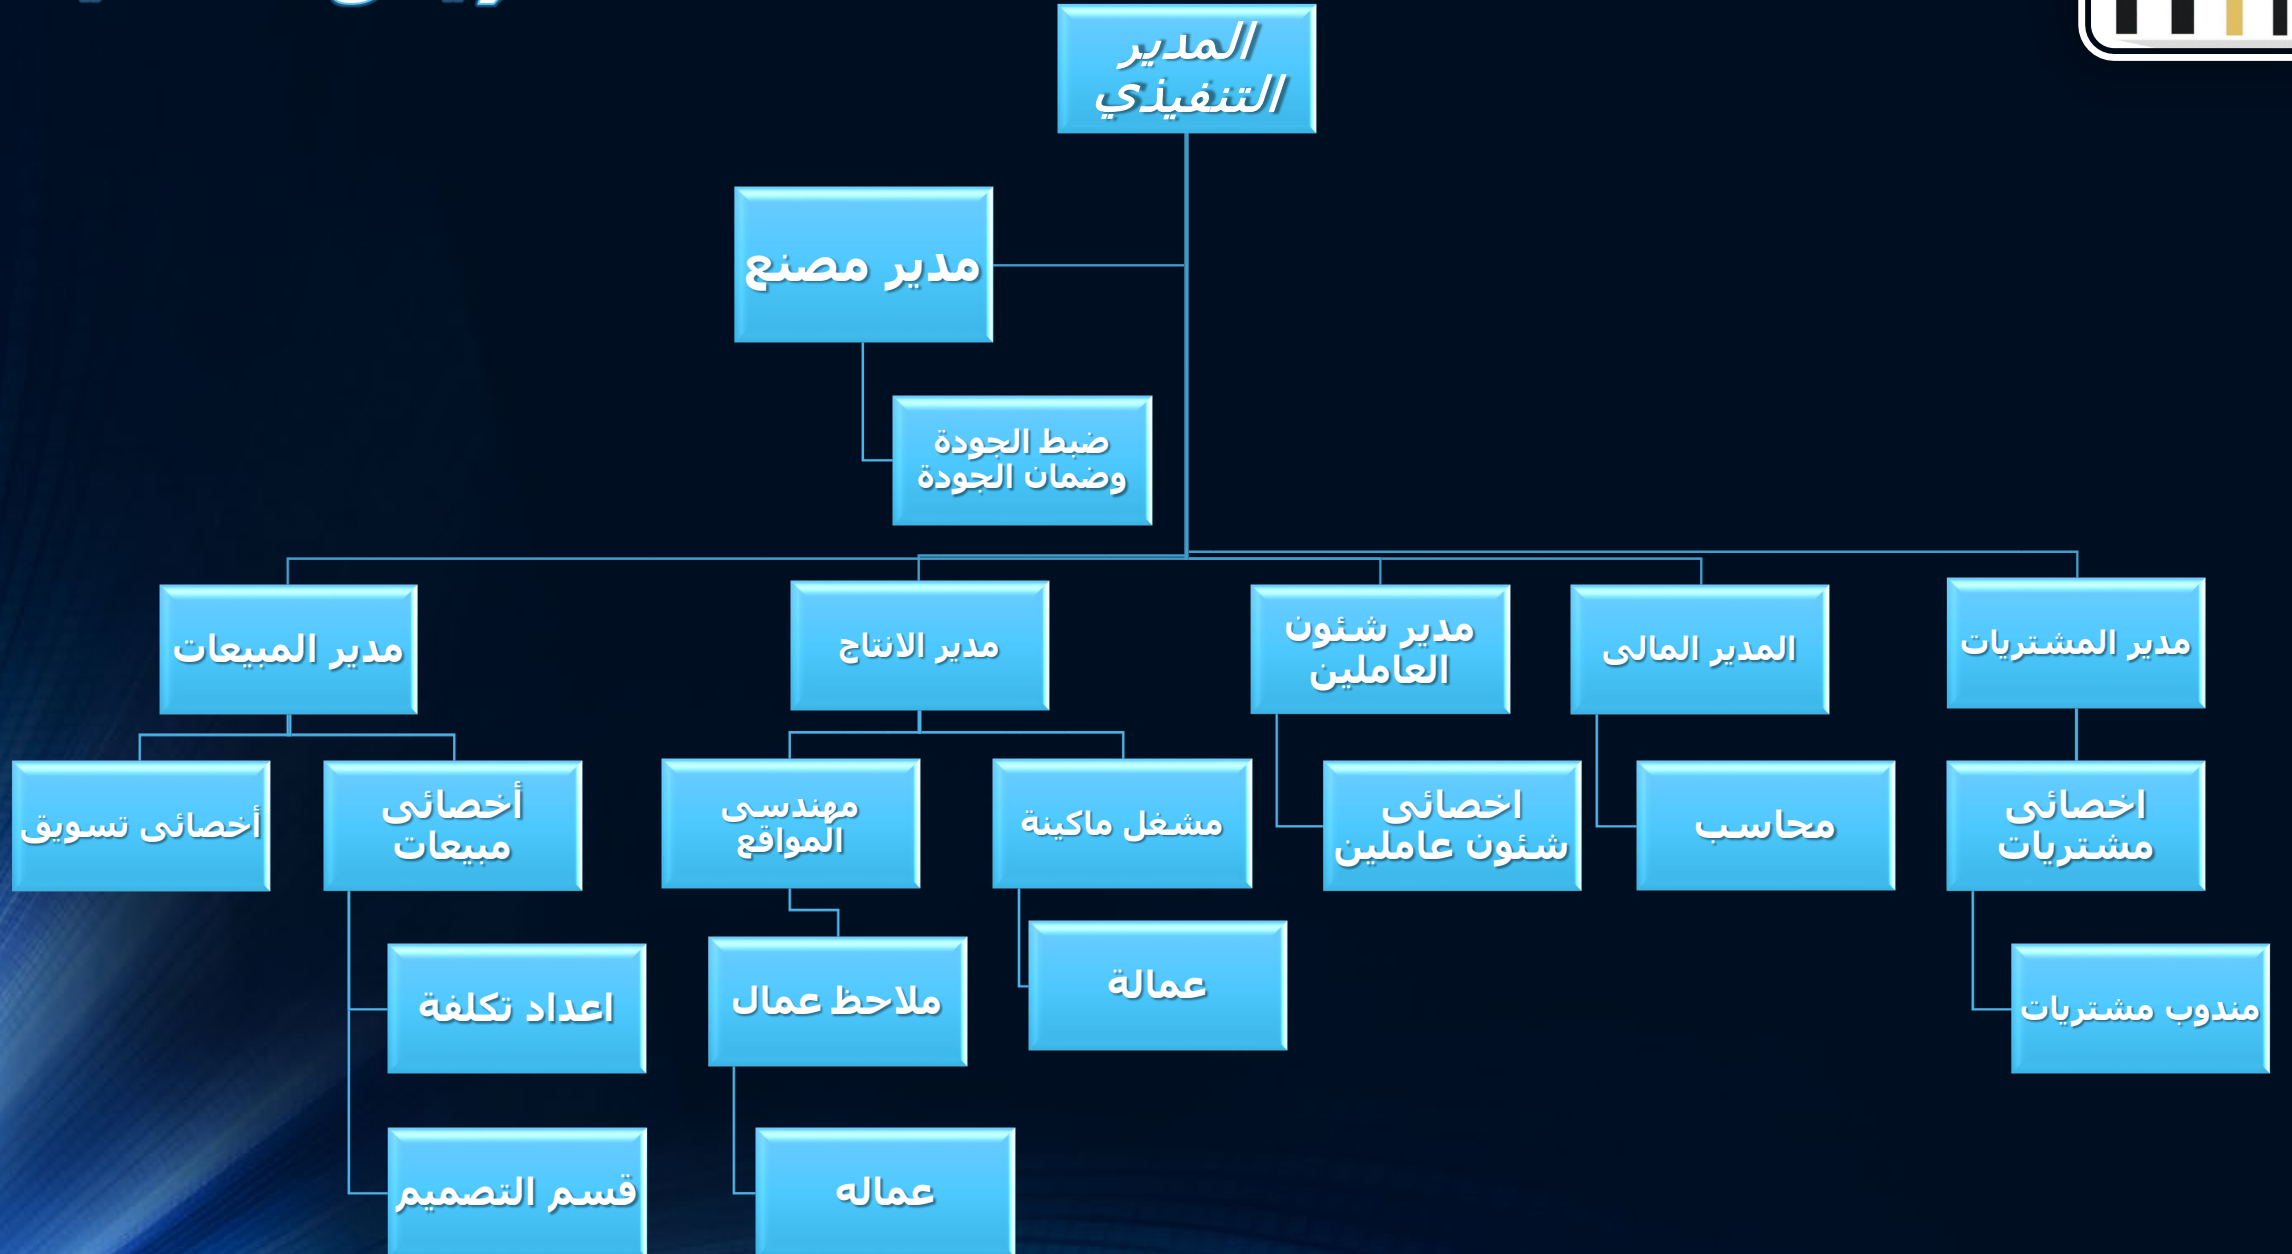 المدير
التنفيذي
مدير مصنع
ضبط الجودة
وضمان الجودة
مدير المشتريات
المدير المالى
مدير شئون
العاملين
مدير الانتاج
مدير المبيعات
اخصائى
مشتريات
محاسب
اخصائى
شئون عاملين
مشغل ماكينة
مهندسى
المواقع
أخصائى
مبيعات
أخصائى تسويق
مندوب مشتريات
عمالة
ملاحظ عمال
اعداد تكلفة
عماله
قسم التصميم